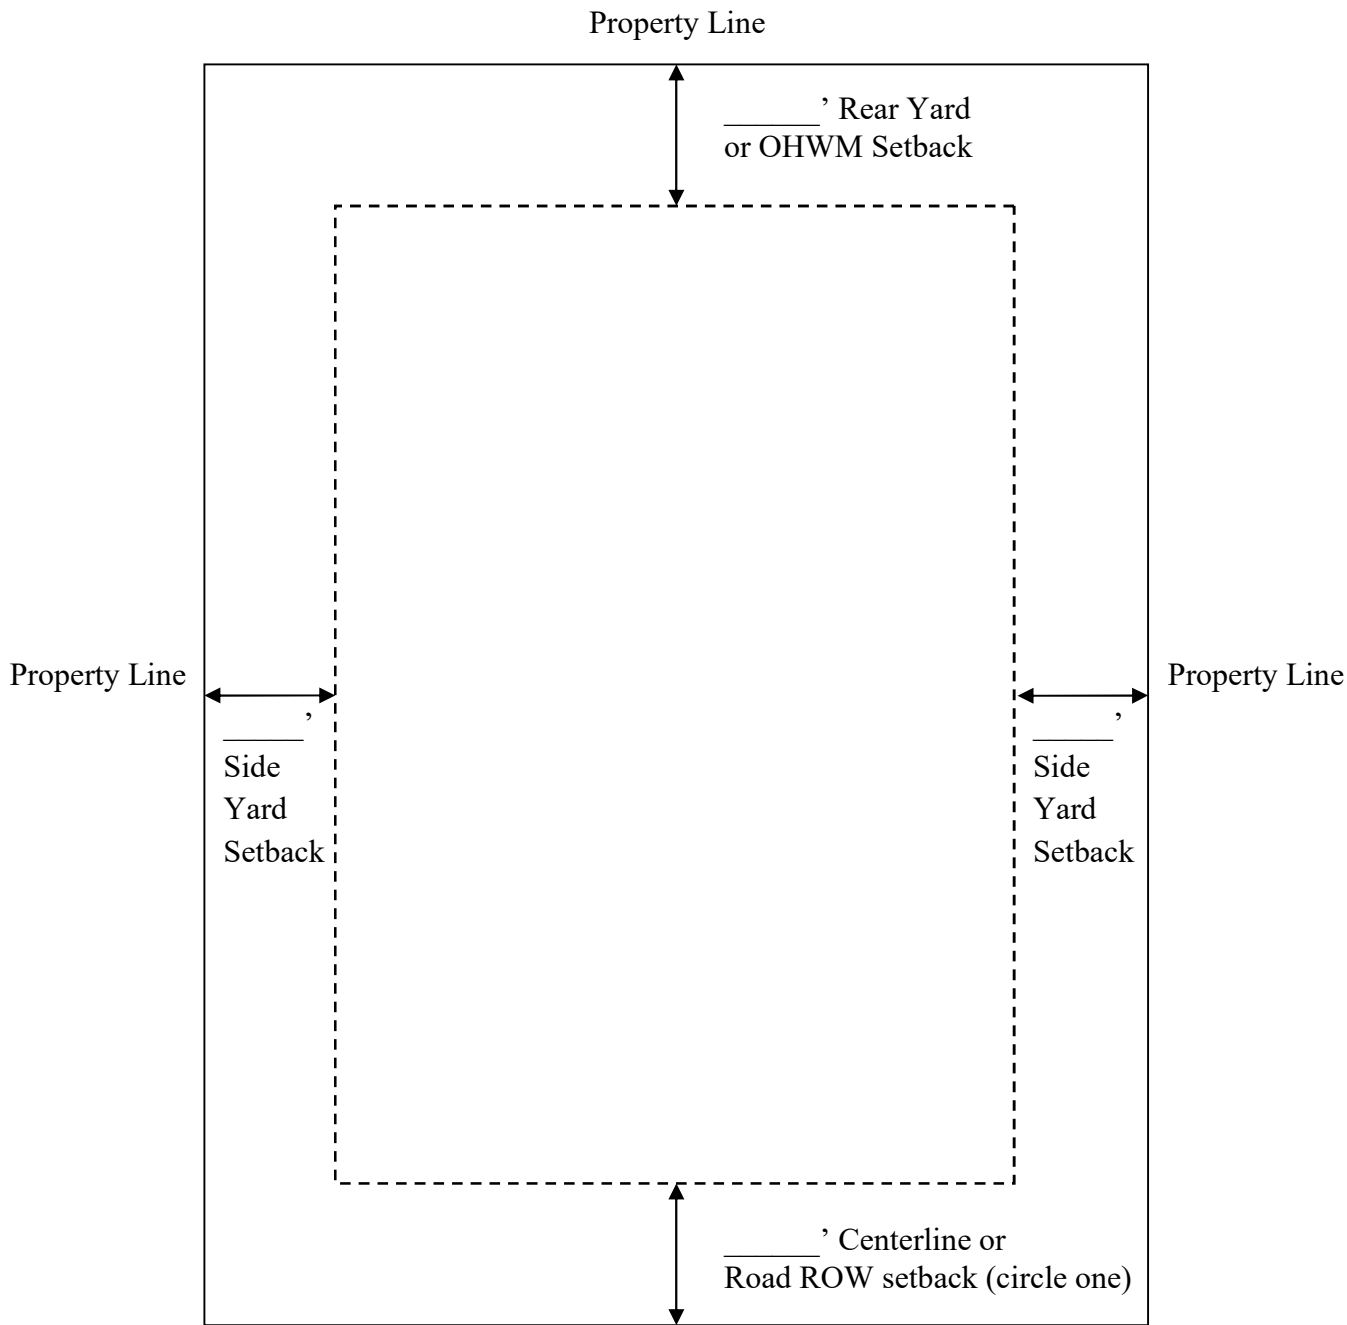 Property Line
______’ Rear Yard
or OHWM Setback
Property Line
Property Line
_____’
Side
Yard
Setback
_____’
Side
Yard
Setback
______’ Centerline or
Road ROW setback (circle one)